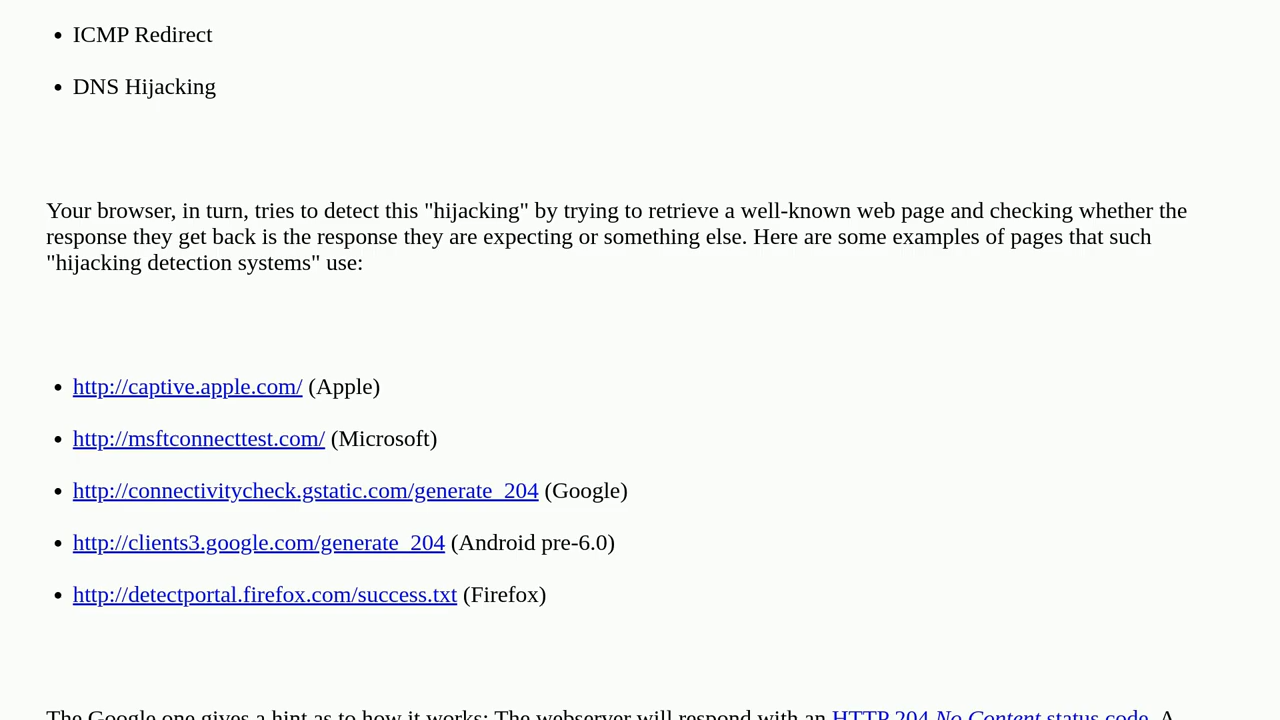 • ICMP Redirect
• DNS Hijacking
Your browser, in turn, tries to detect this "hijacking" by trying to retrieve a well-known web page and checking whether the
response they get back is the response they are expecting or something else. Here are some examples of pages that such
"hijacking detection systems" use:
• http://captive.apple.com/ (Apple)
• http://msftconnecttest.com/ (Microsoft)
• http://connectivitycheck.gstatic.com/generate_204 (Google)
• http://clients3.google.com/generate_204 (Android pre-6.0)
• http://detectportal.firefox.com/success.txt (Firefox)
The Google one gives a hint as to how it works: The webserver will respond with an HTTP 204 No Content status code. A